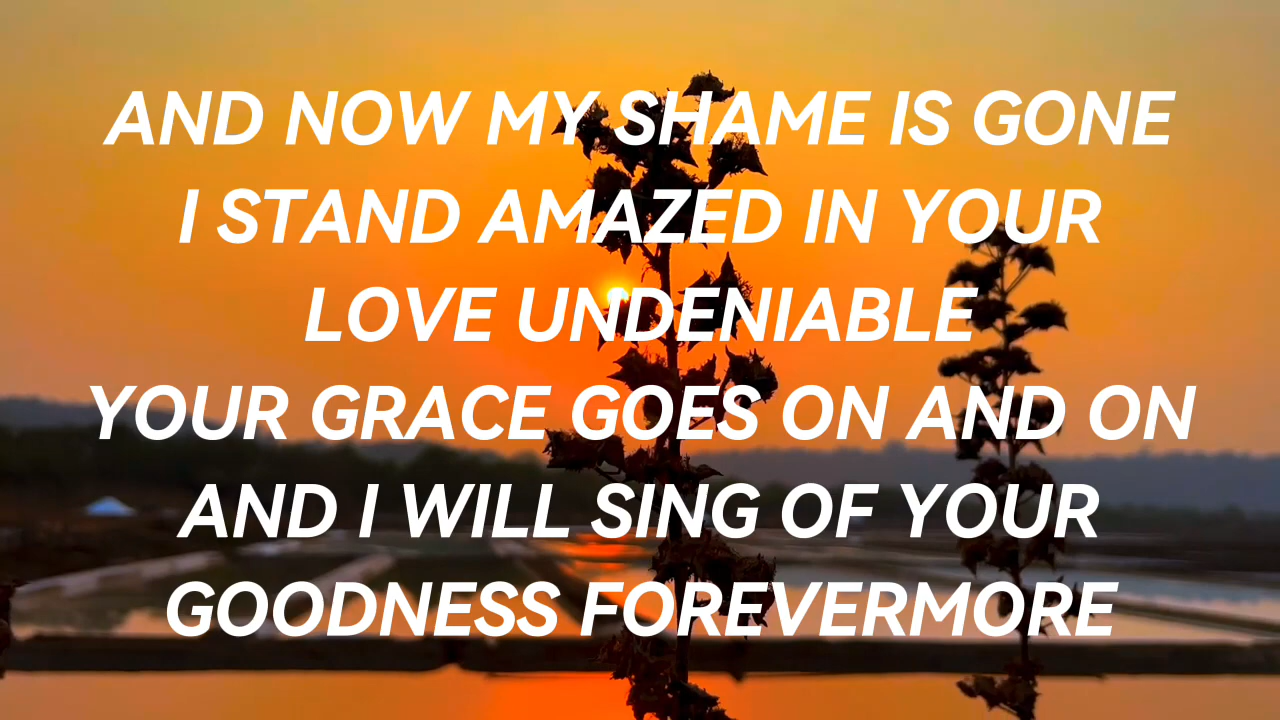 AND NOW MY SHAME IS GONE
I STAND AMAZED IN YOUR
LOVE UNDENIABLE
YOUR GRACE GOES ON AND ON
AND I WILL SING OF YOUR
GOODNESS FOREVERMORE